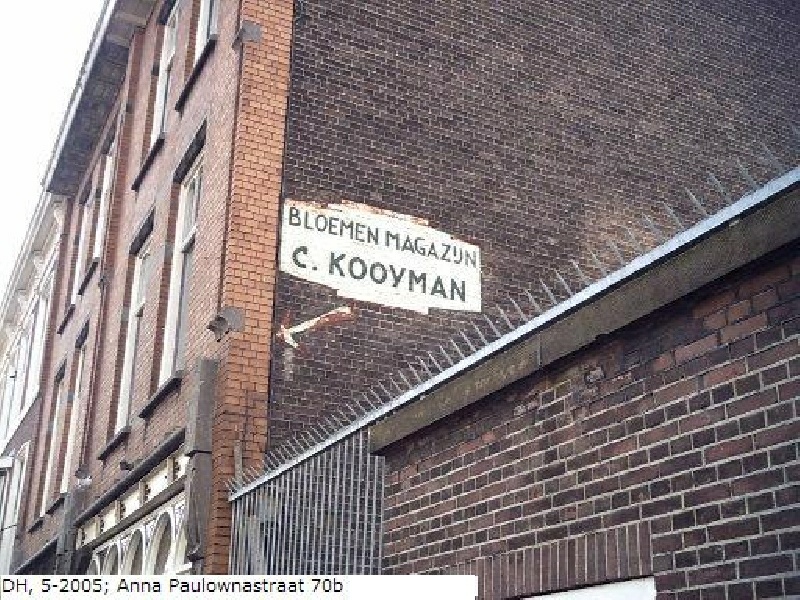 BLOEMEN MAGAZIJN
C. KOOYMAN
DH, 5-2005; Anna Paulownastraat 70b